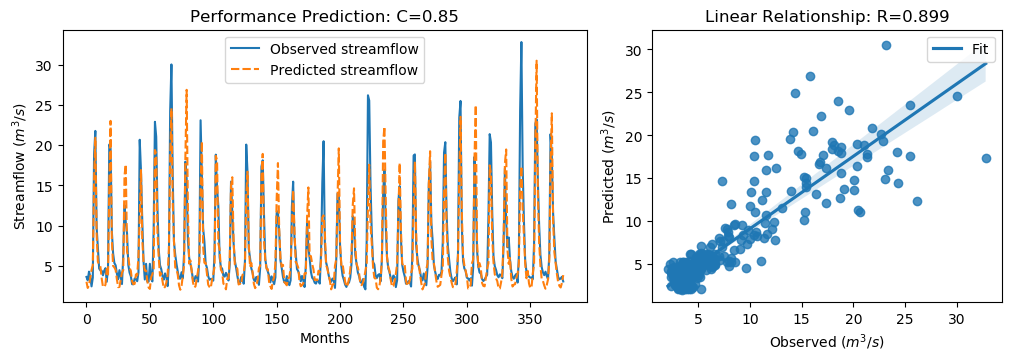 Performance Prediction: C=0.85
Observed streamflow
Predicted streamflow
Streamflow (m³/s)
30
25
20
15
10
5
0
50
100
150
200
250
300
350
Months
Linear Relationship: R=0.899
Fit
Predicted (m³/s)
30
25
20
15
10
5
5
10
15
20
25
30
Observed (m³/s)